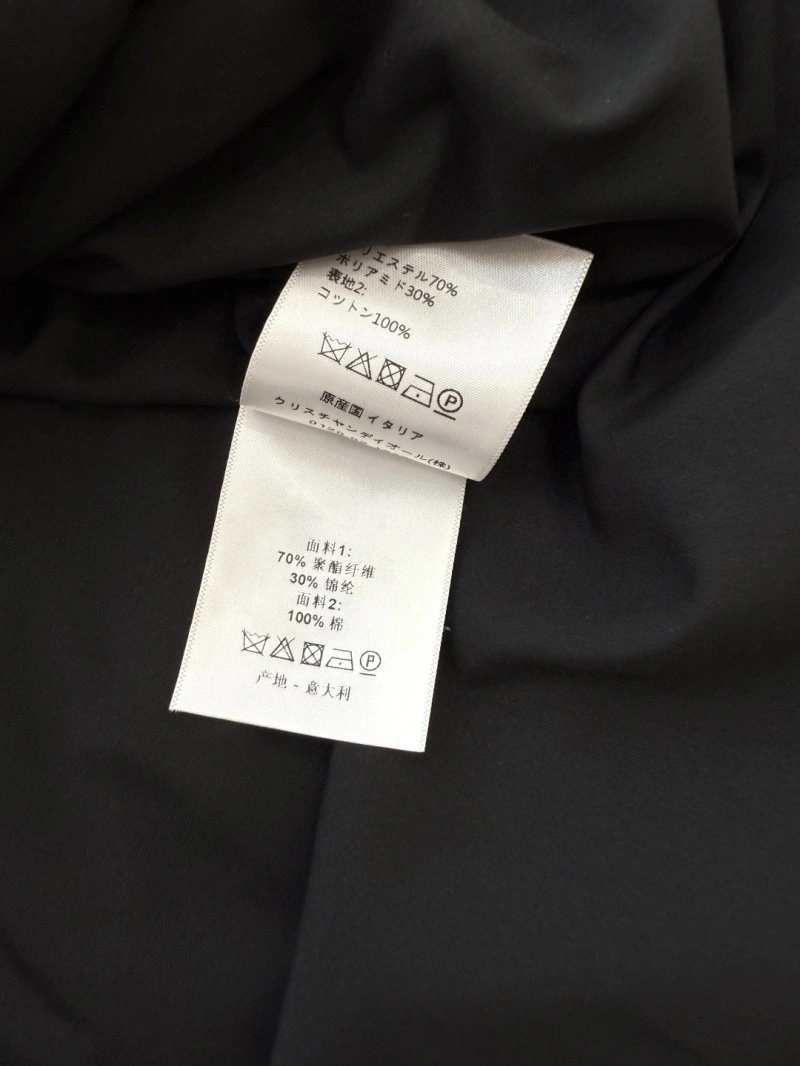 リエステル70%
ポリアミド30%
表地2:
コットン100%
P
原産国 イタリア
クリスチャンディオール(株)
面料1:
70% 聚酯纤维
30% 锦纶
面料2:
100% 棉
P
产地 - 意大利